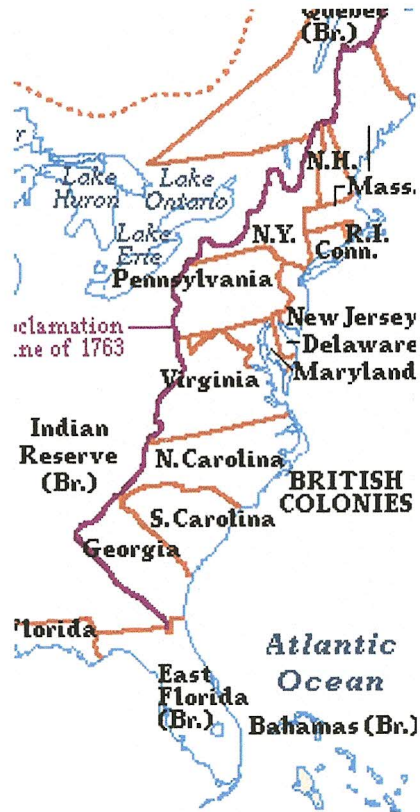 Quebec
(Br.)
N.H.
Lake
Huron
Lake
Ontario
Mass.
N.Y.
R.I.
Conn.
Lake
Erie
Pennsylvania
clamation
ne of 1763
New Jersey
Delaware
Maryland
Virginia
Indian
Reserve
(Br.)
N. Carolina
BRITISH
COLONIES
S. Carolina
Georgia
Florida
Atlantic
Ocean
East
Florida
(Br.)
Bahamas (Br.)